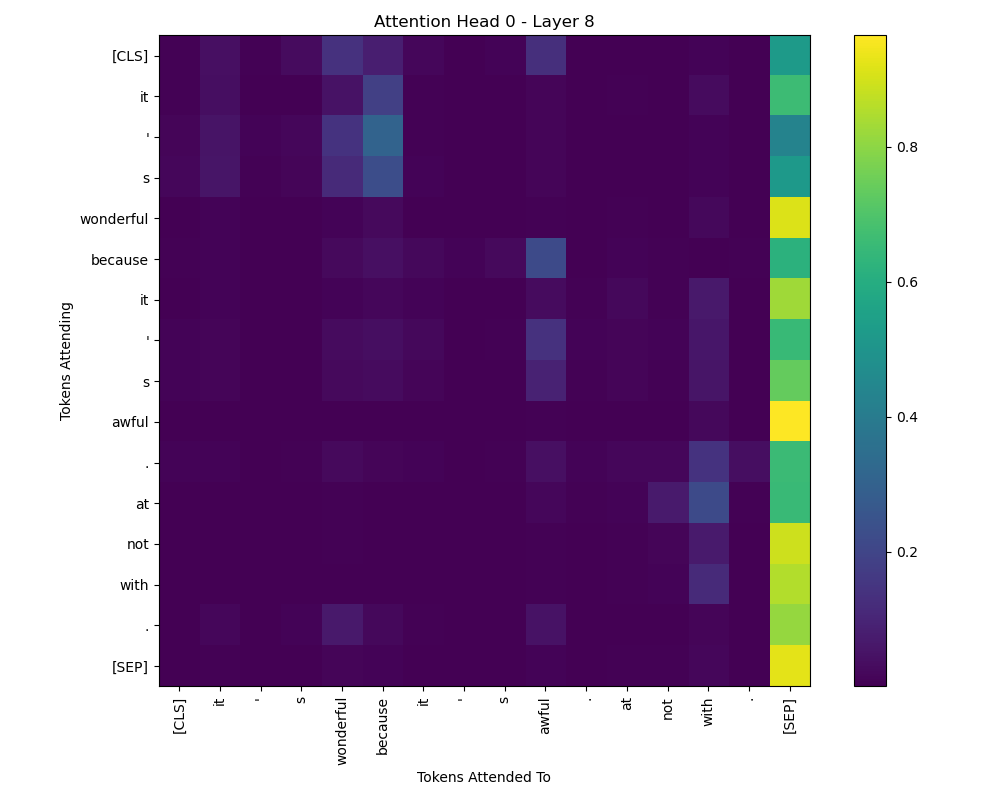 Attention Head 0 - Layer 8
Tokens Attending
[CLS]
it
'
s
wonderful
because
it
'
s
awful
.
at
not
with
.
[SEP]
[CLS]
it
'
s
wonderful
because
it
'
s
awful
.
at
not
with
.
[SEP]
Tokens Attended To
0.8
0.6
0.4
0.2